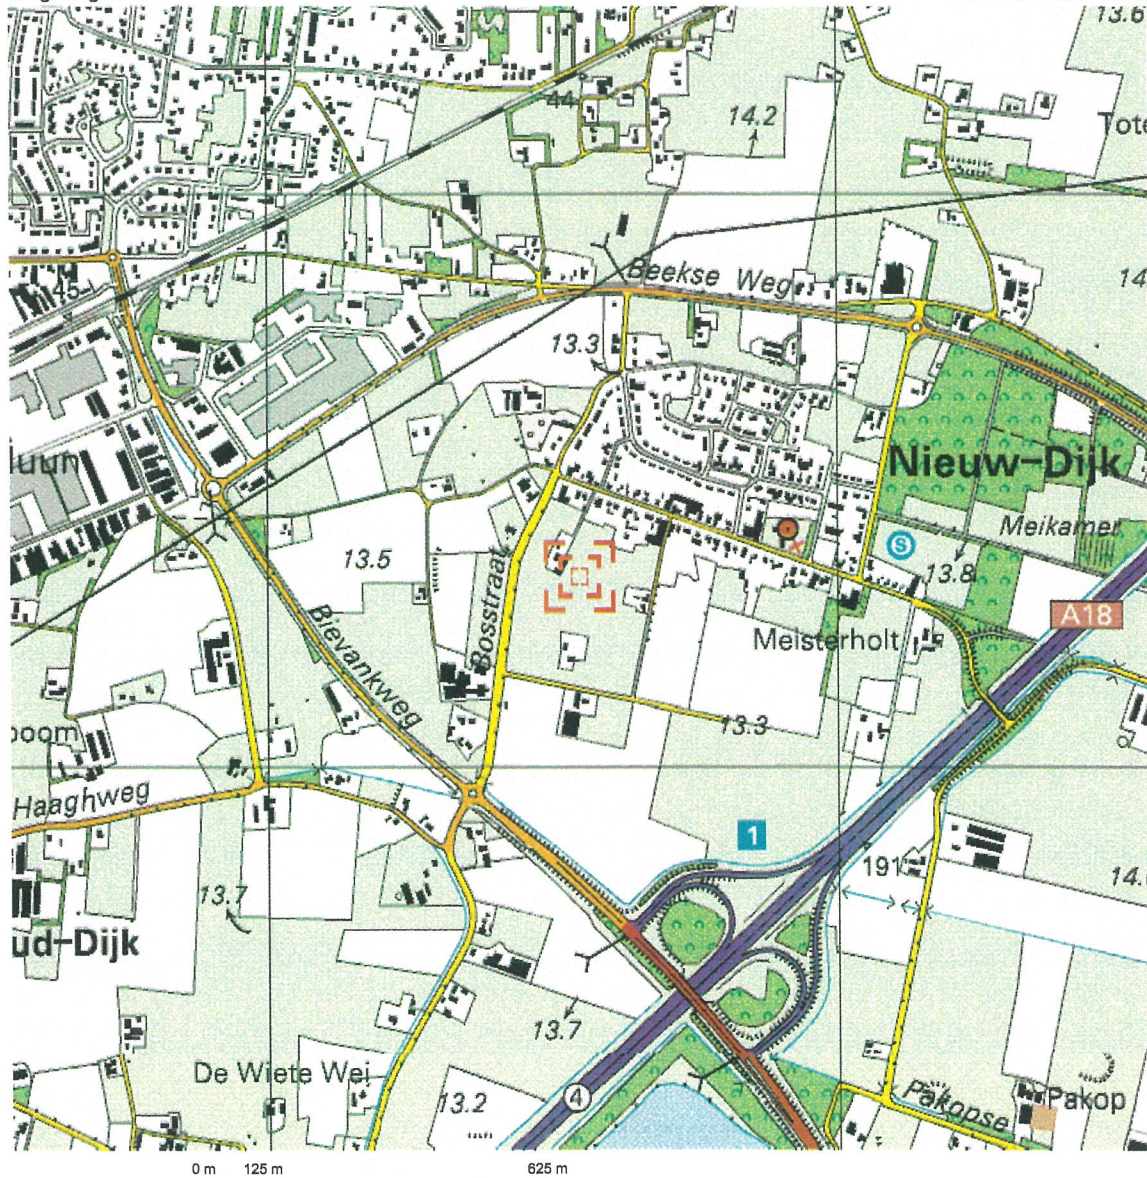 13.6
44
14.2
Tote
45
Beekse Weg
14
13.3
Nieuw-Dijk
Meikamer
13.5
S
13.8
A18
Bosstraat
Meisterholt
Bievankweg
13.3
boom
Haaghweg
1
191
14.
13.7
ud-Dijk
13.7
De Wiete Wei
4
13.2
Pakopse
Pakop
0 m 125 m 625 m